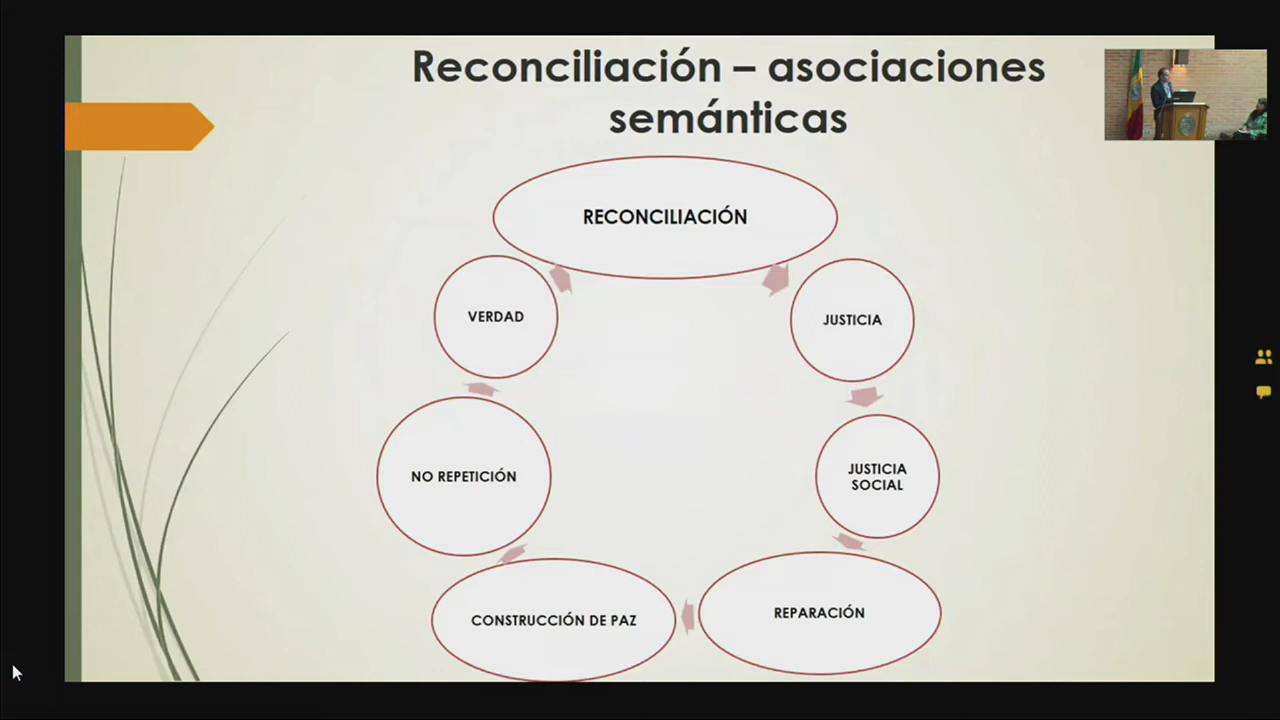 Reconciliación – asociaciones
semánticas
RECONCILIACIÓN
VERDAD
JUSTICIA
NO REPETICIÓN
JUSTICIA
SOCIAL
CONSTRUCCIÓN DE PAZ
REPARACIÓN